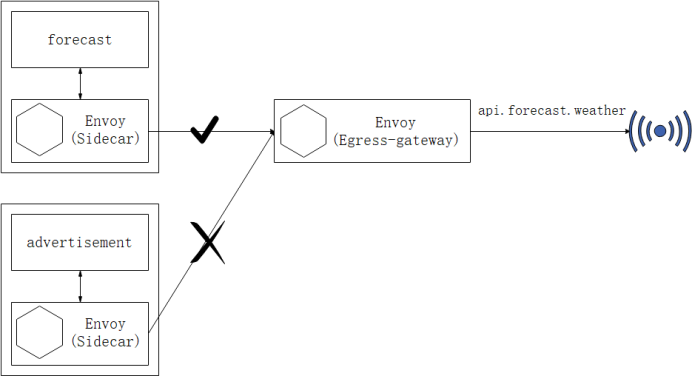 forecast
Envoy
(Sidecar)
Envoy
(Egress-gateway)
api.forecast.weather
advertisement
Envoy
(Sidecar)